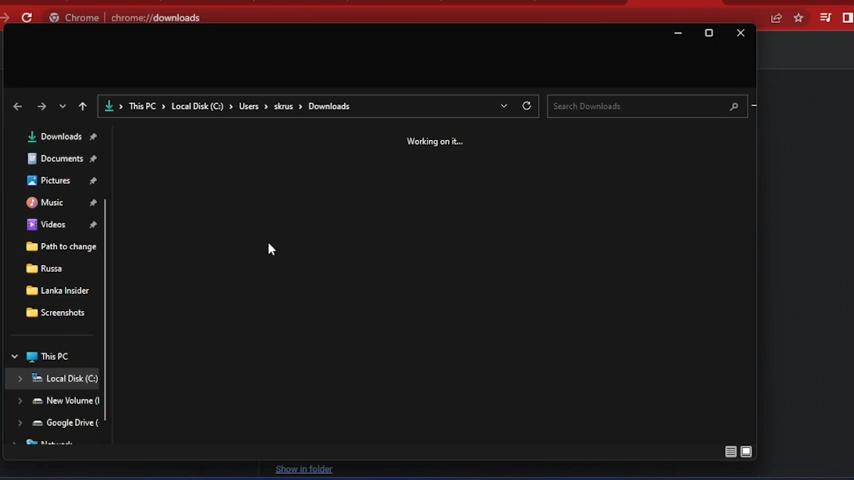 Chrome | chrome://downloads
This PC > Local Disk (C:) > Users > skrus > Downloads
Search Downloads
Working on it...
Downloads
Documents
Pictures
Music
Videos
Path to change
Russa
Lanka Insider
Screenshots
This PC
Local Disk (C:)
New Volume (
Google Drive (
Network
Show in folder